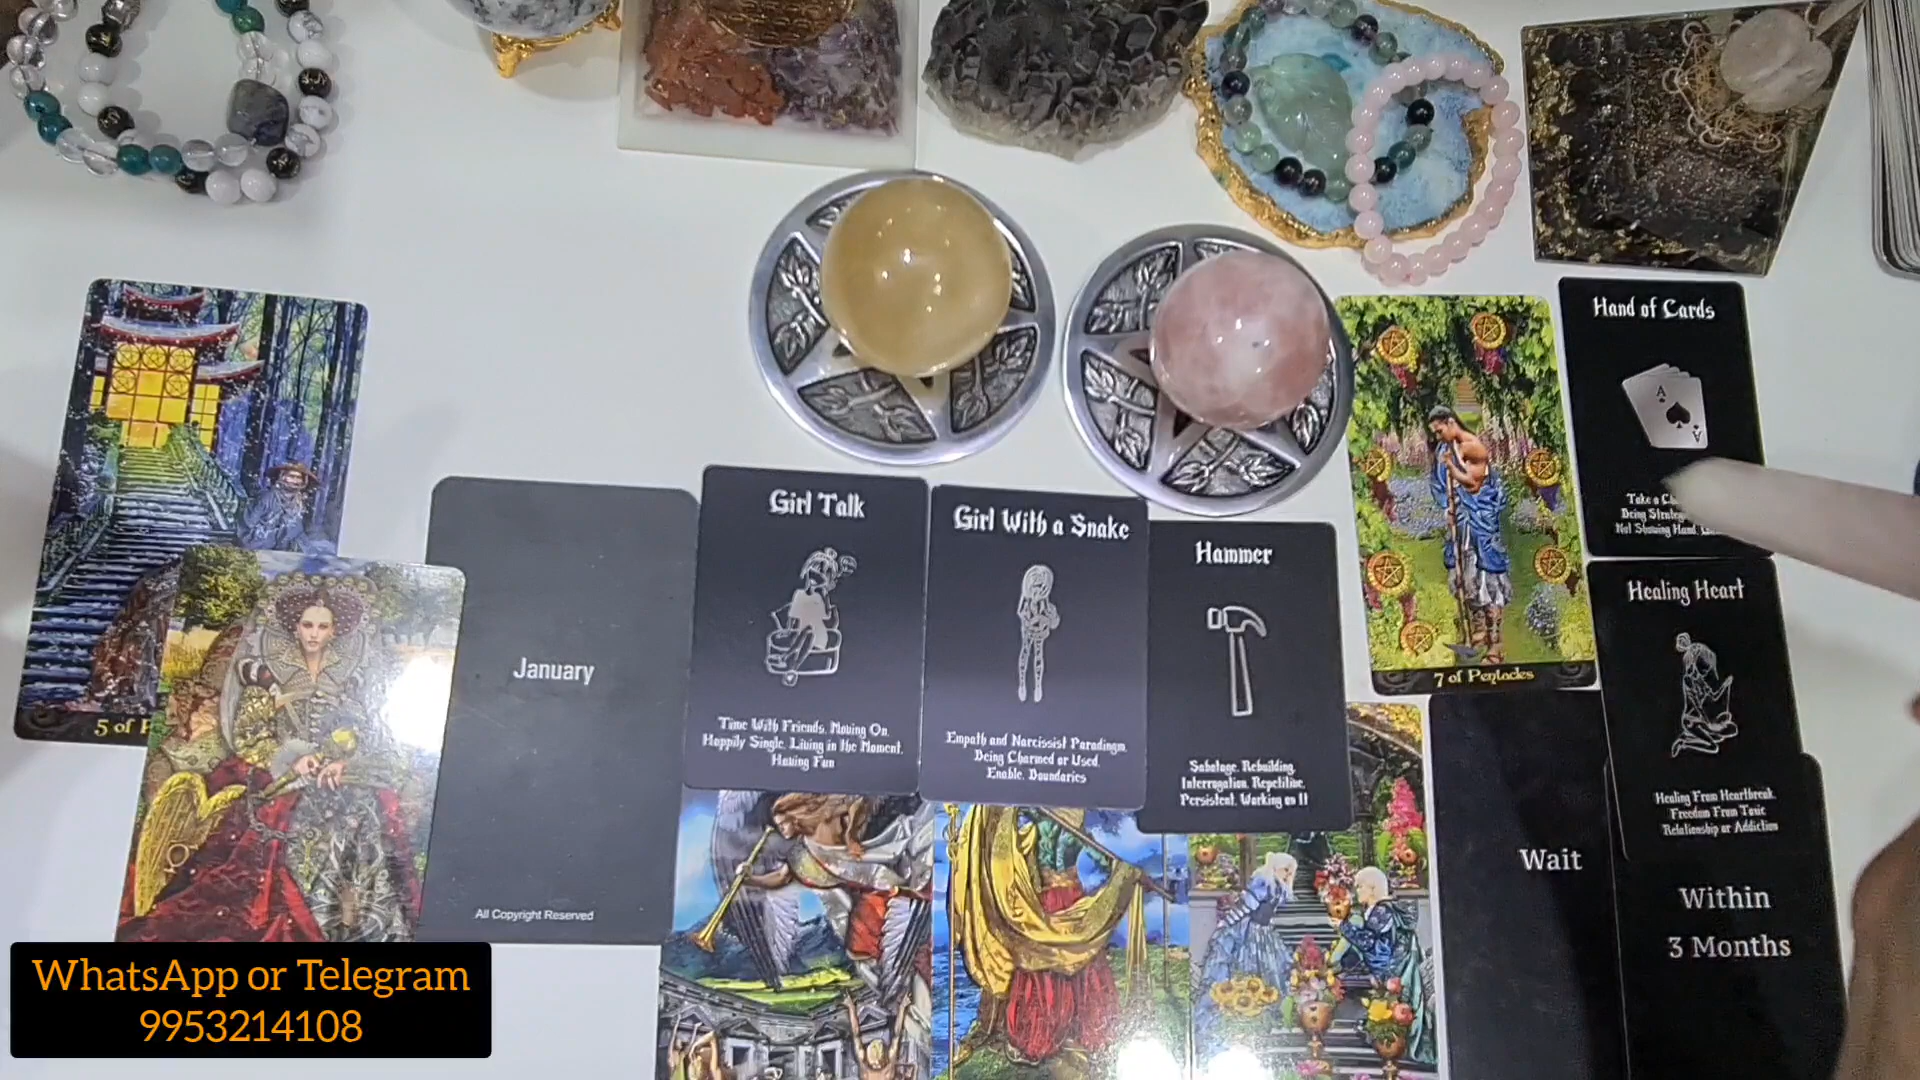 Hand of Cards
Take a
Being
Not Showing Hand,
Healing Heart
Healing From Heartbreak,
Freedom From Toxic
Relationship or Addiction
Within
3 Months
7 of Pentacles
Wait
Girl Talk
Time With Friends, Moving On,
Happily Single, Living in the Moment,
Having Fun
Girl With a Snake
Empath and Narcissist Paradingm,
Being Charmed or Used,
Enable, Boundaries
Hammer
Sabotage, Rebuilding,
Interrogation, Repetitive,
Persistent, Working on It
January
All Copyright Reserved
5 of
A
A
WhatsApp or Telegram
9953214108